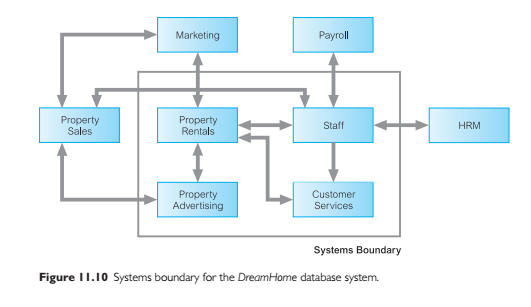 Marketing
Payroll
Property
Sales
Property
Rentals
Staff
HRM
Property
Advertising
Customer
Services
Systems Boundary
Figure 11.10 Systems boundary for the DreamHome database system.